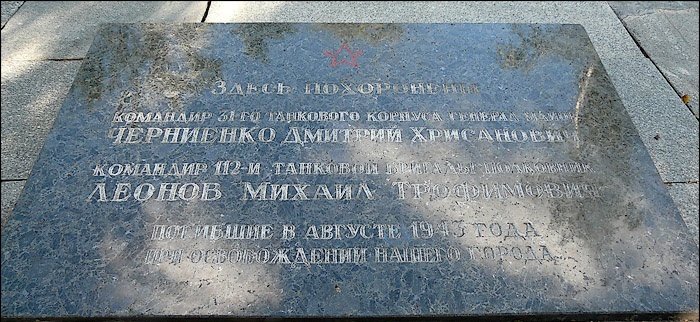 Здесь похоронены
командир 31-го танкового корпуса генерал майор
Черниенко Дмитрий Хрисанович
командир 112-й танковой бригады полковник
Леонов Михаил Трофимович
погибшие в августе 1943 года
при освобождении нашего города